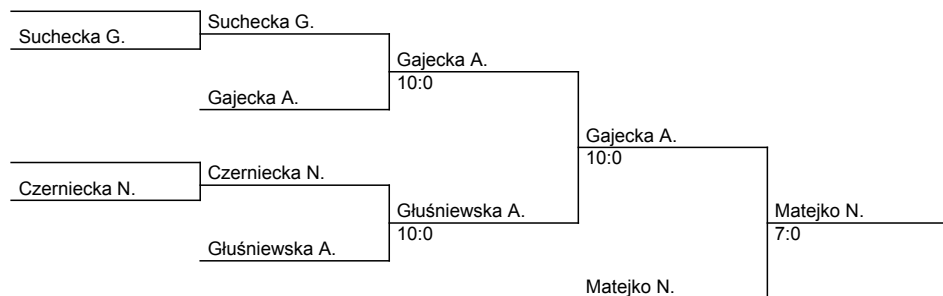 Suchecka G.
Suchecka G.
Gajecka A.
10:0
Gajecka A.
Gajecka A.
10:0
Czerniecka N.
Czerniecka N.
Głuśniewska A.
10:0
Matejko N.
7:0
Głuśniewska A.
Matejko N.